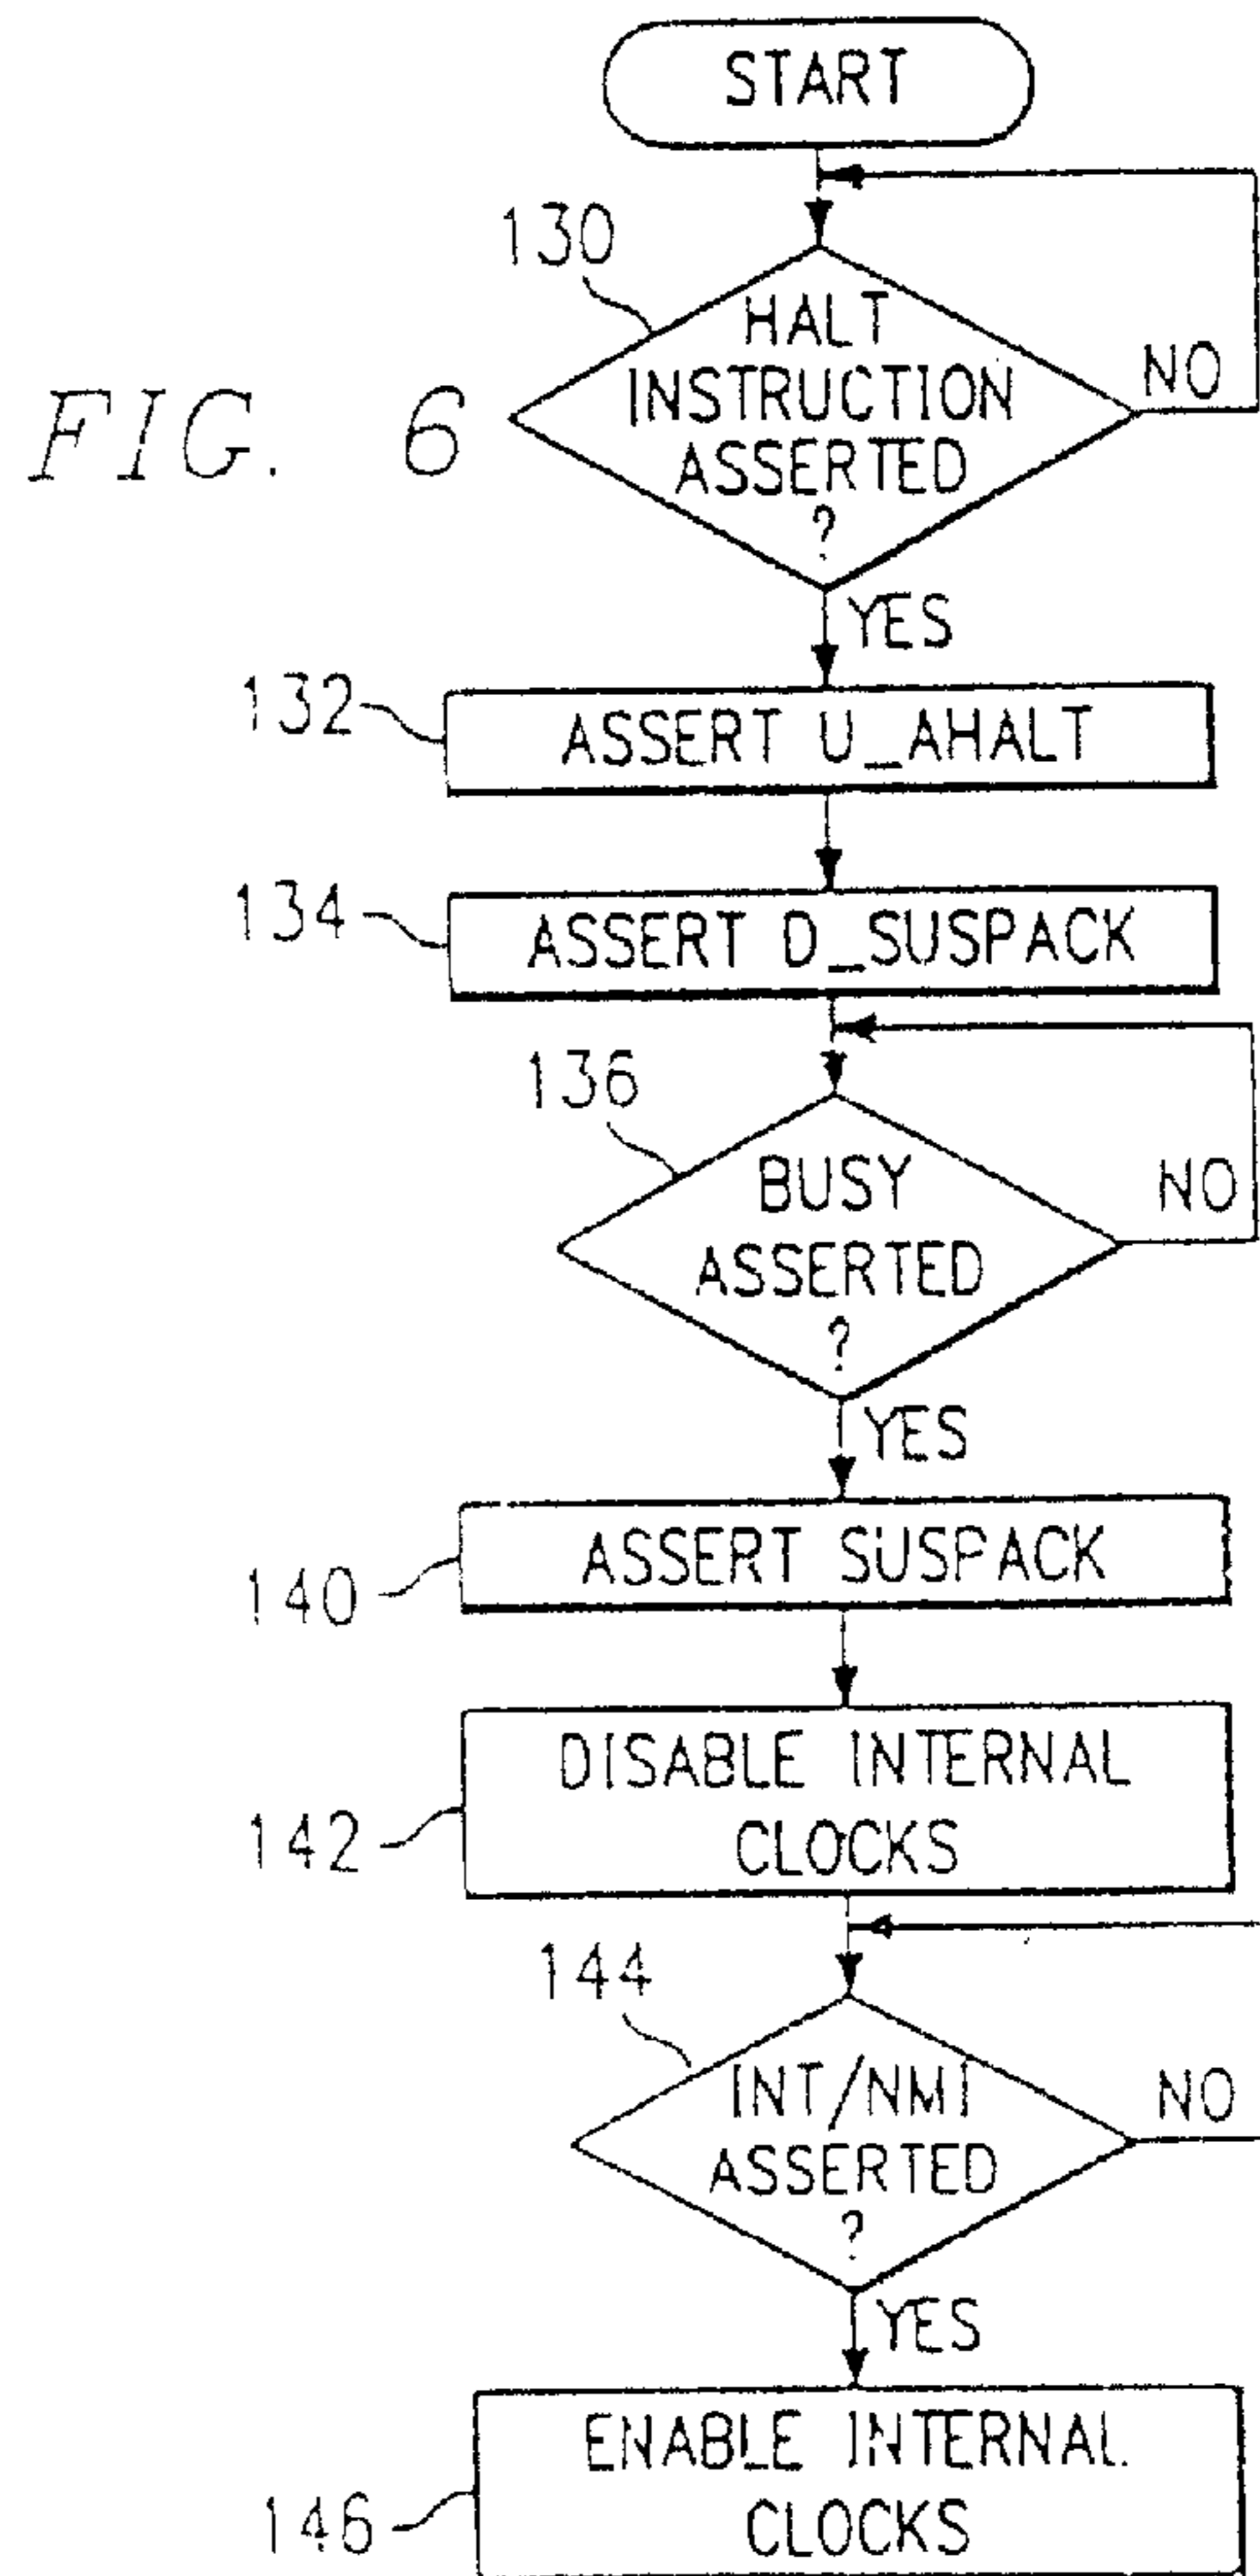 START
130
HALT
INSTRUCTION
ASSERTED
?
NO
FIG. 6
YES
132
ASSERT U_AHALT
134
ASSERT D_SUSPACK
136
BUSY
ASSERTED
?
NO
YES
140
ASSERT SUSPACK
142
DISABLE INTERNAL
CLOCKS
144
INT/NMI
ASSERTED
?
NO
YES
146
ENABLE INTERNAL
CLOCKS